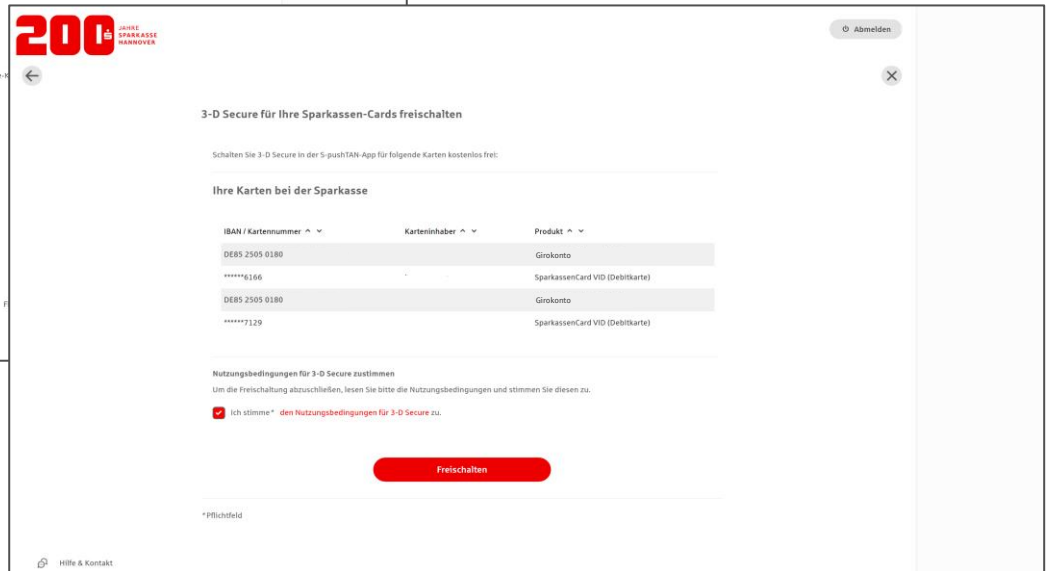 200 JAHRE
SPARKASSE
HANNOVER
Abmelden
3-D Secure für Ihre Sparkassen-Cards freischalten
Schalten Sie 3-D Secure in der S-pushTAN-App für folgende Karten kostenlos frei:
Ihre Karten bei der Sparkasse
IBAN / Kartennummer Karteninhaber Produkt
DE85 2505 0180 Girokonto
******6166 SparkassenCard VID (Debitkarte)
DE85 2505 0180 Girokonto
******7129 SparkassenCard VID (Debitkarte)
Nutzungsbedingungen für 3-D Secure zustimmen
Um die Freischaltung abzuschließen, lesen Sie bitte die Nutzungsbedingungen und stimmen Sie diesen zu.
Ich stimme* den Nutzungsbedingungen für 3-D Secure zu.
Freischalten
*Pflichtfeld
Hilfe & Kontakt